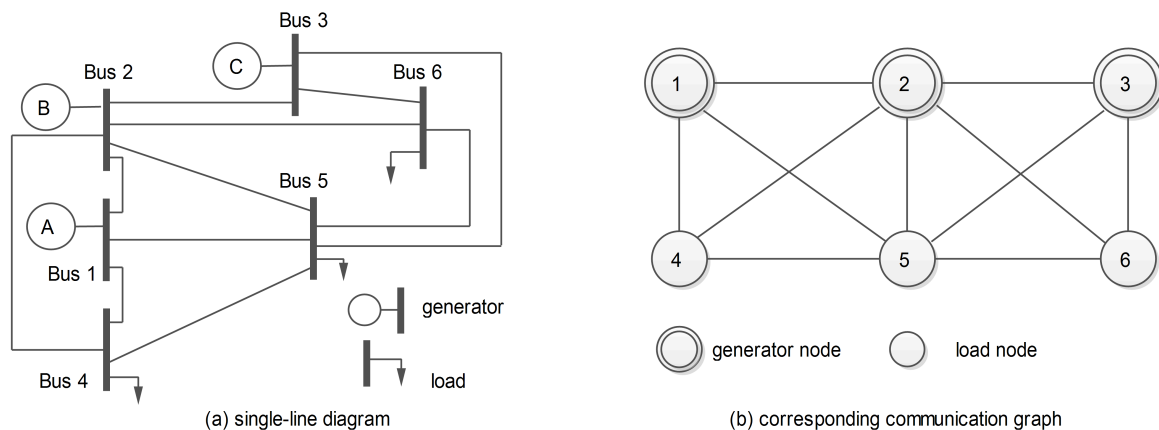 Bus 3
C
Bus 2
Bus 6
B
Bus 5
A
Bus 1
generator
Bus 4
load
(a) single-line diagram
1
2
3
4
5
6
generator node
load node
(b) corresponding communication graph